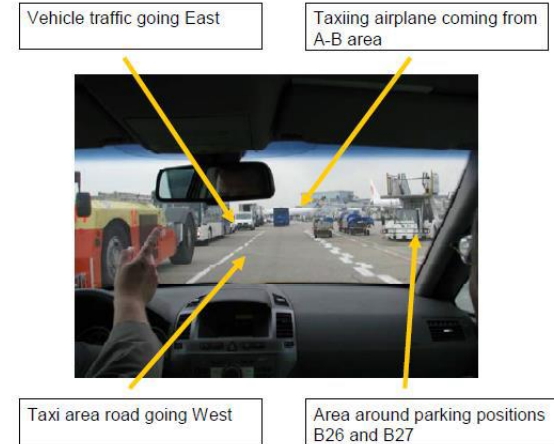 Vehicle traffic going East
Taxiing airplane coming from
A-B area
Taxi area road going West
Area around parking positions
B26 and B27